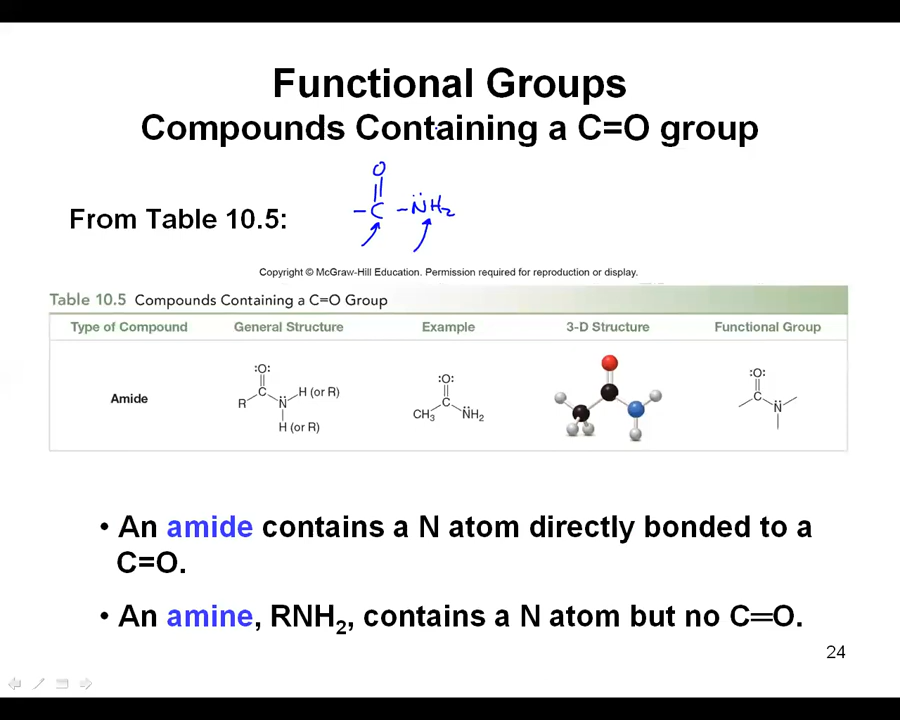 Functional Groups
Compounds Containing a C=O group
O
–C –N̈H₂
From Table 10.5:
Copyright © McGraw-Hill Education. Permission required for reproduction or display.
Table 10.5 Compounds Containing a C=O Group
Type of Compound General Structure Example 3-D Structure Functional Group
Amide
:O: :O: :O:
R C N̈ H (or R) CH₃ C N̈H₂ C N̈
H (or R)
• An amide contains a N atom directly bonded to a
C=O.
• An amine, RNH₂, contains a N atom but no C=O.
24